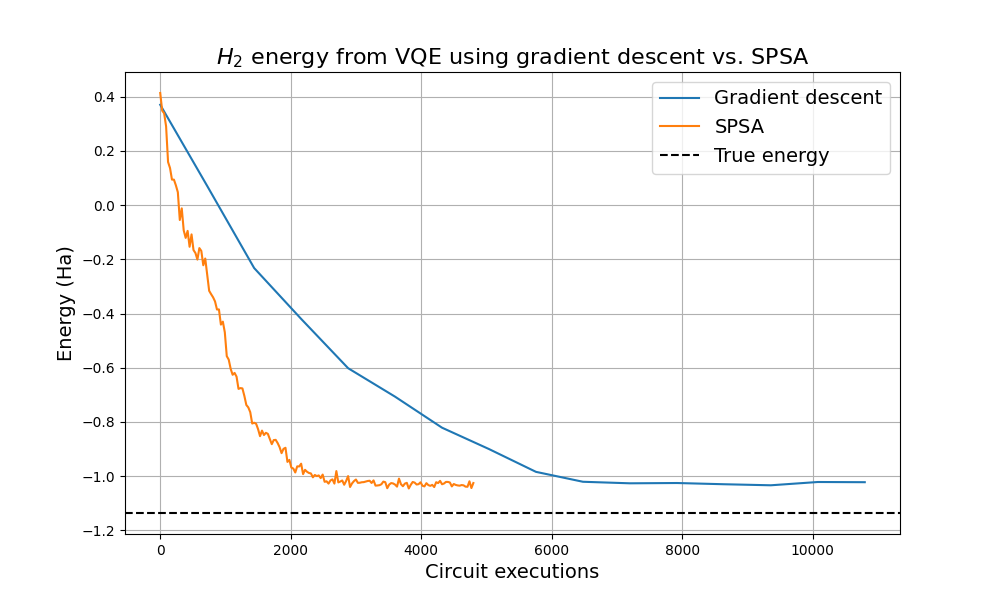 H₂ energy from VQE using gradient descent vs. SPSA
Gradient descent
SPSA
True energy
Energy (Ha)
0.4
0.2
0.0
−0.2
−0.4
−0.6
−0.8
−1.0
−1.2
0 2000 4000 6000 8000 10000
Circuit executions